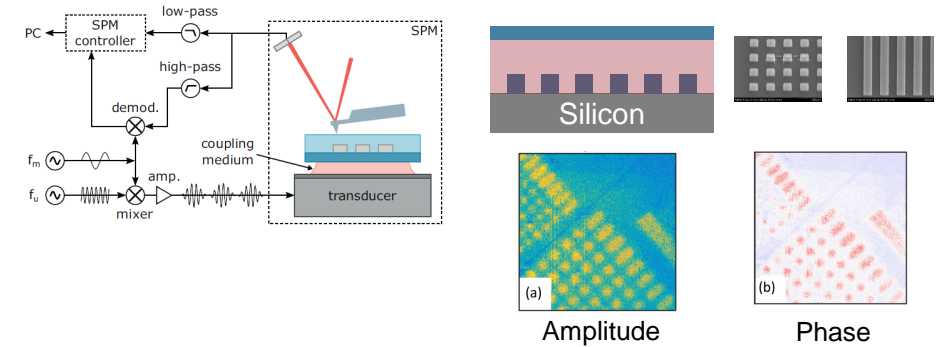 low-pass
SPM
PC
SPM
controller
high-pass
demod.
coupling
medium
fm
amp.
fu
transducer
mixer
Silicon
(a)
(b)
Amplitude
Phase